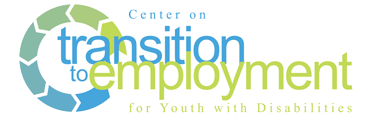 Center on
transition
to employment
for Youth with Disabilities